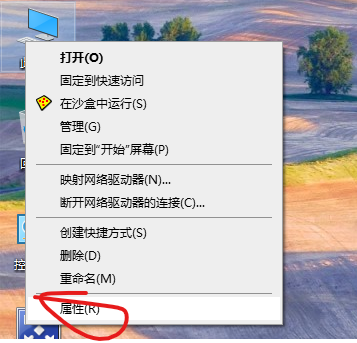 此
打开(O)
固定到快速访问
在沙盒中运行(S)
管理(G)
固定到"开始"屏幕(P)
映射网络驱动器(N)...
断开网络驱动器的连接(C)...
创建快捷方式(S)
删除(D)
重命名(M)
控
属性(R)